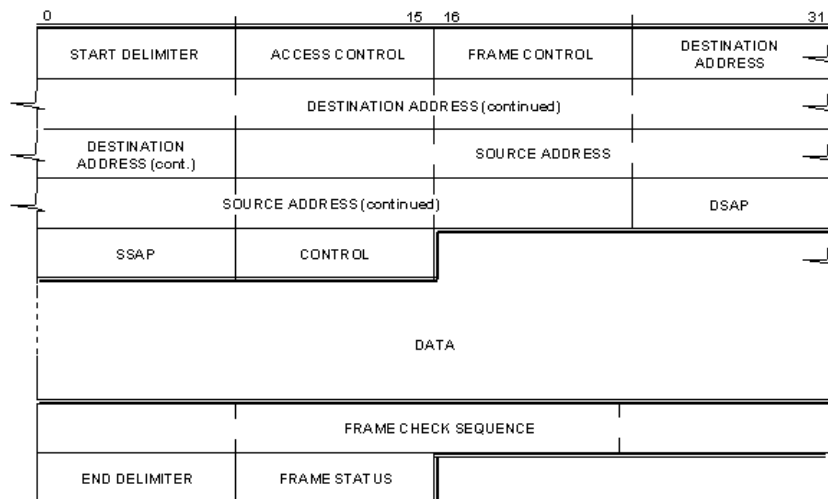 0 15 16 31
START DELIMITER ACCESS CONTROL FRAME CONTROL DESTINATION
ADDRESS
DESTINATION ADDRESS (continued)
DESTINATION
ADDRESS (cont.) SOURCE ADDRESS
SOURCE ADDRESS (continued) DSAP
SSAP CONTROL
DATA
FRAME CHECK SEQUENCE
END DELIMITER FRAME STATUS